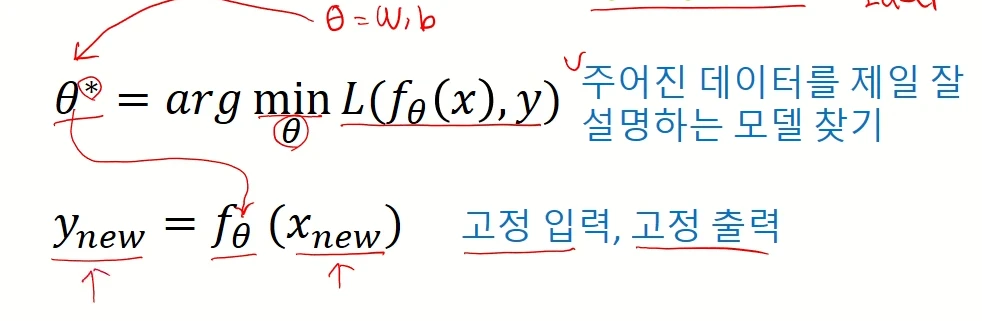 θ = W, b
θ* = arg min L(f_θ(x), y)
θ
주어진 데이터를 제일 잘
설명하는 모델 찾기
y_new = f_θ (x_new)
고정 입력, 고정 출력